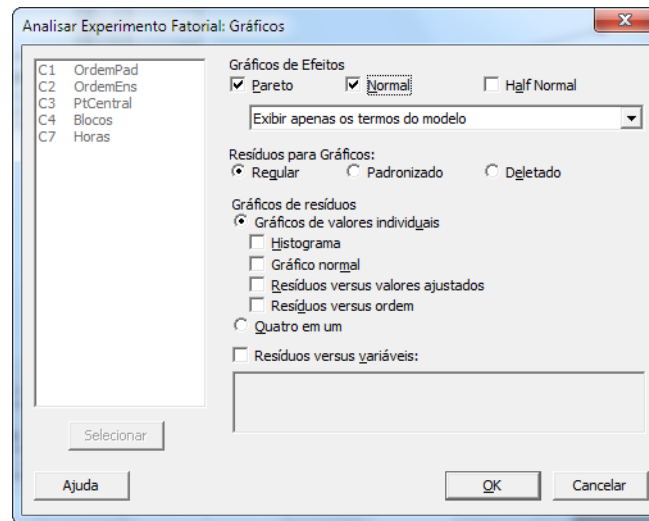 Analisar Experimento Fatorial: Gráficos
C1 OrdemPad
C2 OrdemEns
C3 PtCentral
C4 Blocos
C7 Horas
Gráficos de Efeitos
Pareto Normal Half Normal
Exibir apenas os termos do modelo
Resíduos para Gráficos:
Regular Padronizado Deletado
Gráficos de resíduos
Gráficos de valores individuais
Histograma
Gráfico normal
Resíduos versus valores ajustados
Resíduos versus ordem
Quatro em um
Resíduos versus variáveis:
Selecionar
Ajuda OK Cancelar